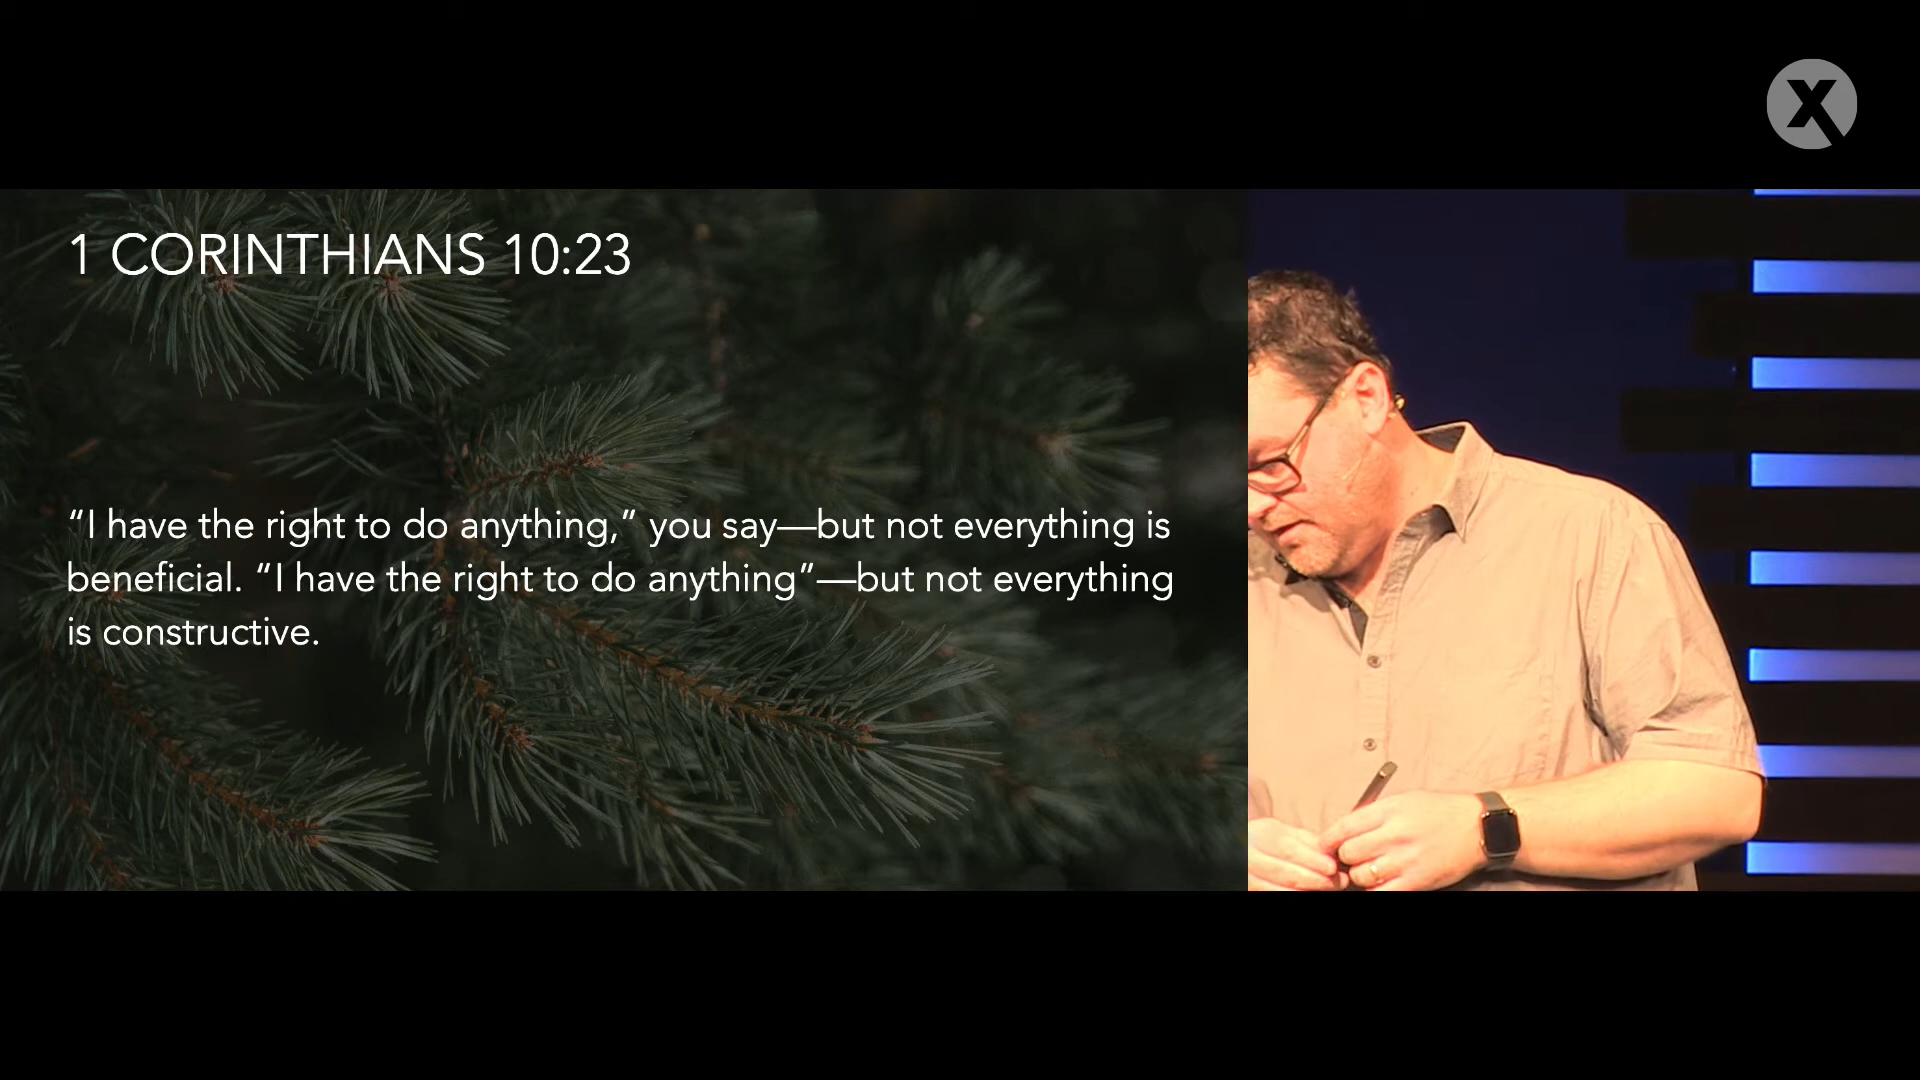 X
1 CORINTHIANS 10:23
“I have the right to do anything,” you say—but not everything is
beneficial. “I have the right to do anything”—but not everything
is constructive.